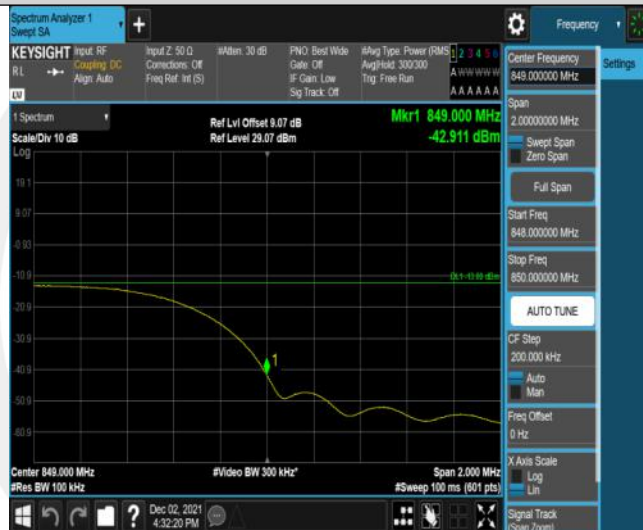 Spectrum Analyzer 1
Swept SA
+
Frequency
KEYSIGHT
RL
Input: RF
Coupling: DC
Align: Auto
Input Z: 50 Ω
Corrections: Off
Freq Ref: Int (S)
#Atten: 30 dB
PNO: Best Wide
Gate: Off
IF Gain: Low
Sig Track: Off
#Avg Type: Power (RMS
Avg|Hold: 300/300
Trig: Free Run
1 2 3 4 5 6
A W W W W W
A A A A A A
1 Spectrum
Scale/Div 10 dB
Log
Ref Lvl Offset 9.07 dB
Ref Level 29.07 dBm
Mkr1 849.000 MHz
-42.911 dBm
19.1
9.07
-0.93
-10.9
-20.9
-30.9
-40.9
-50.9
-60.9
DL1 -13.00 dBm
1
Center 849.000 MHz
#Res BW 100 kHz
#Video BW 300 kHz*
Span 2.000 MHz
#Sweep 100 ms (601 pts)
?
Dec 02, 2021
4:32:20 PM
Center Frequency
849.000000 MHz
Settings
Span
2.00000000 MHz
Swept Span
Zero Span
Full Span
Start Freq
848.000000 MHz
Stop Freq
850.000000 MHz
AUTO TUNE
CF Step
200.000 kHz
Auto
Man
Freq Offset
0 Hz
X Axis Scale
Log
Lin
Signal Track
(Span Zoom)